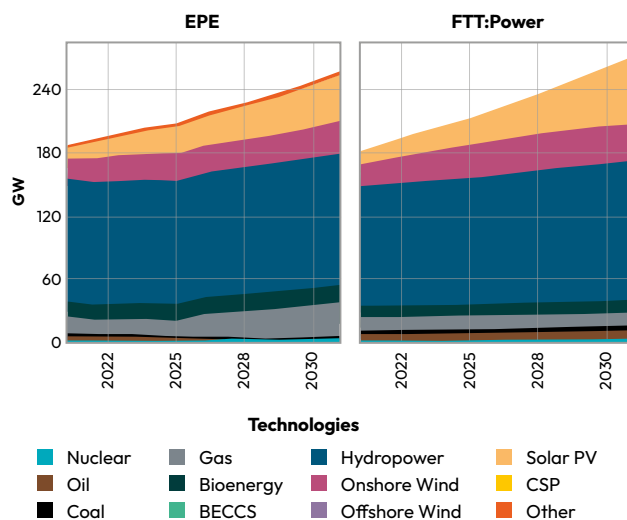 EPE
FTT:Power
GW
240
180
120
60
0
2022
2025
2028
2030
2022
2025
2028
2030
Technologies
Nuclear
Gas
Hydropower
Solar PV
Oil
Bioenergy
Onshore Wind
CSP
Coal
BECCS
Offshore Wind
Other